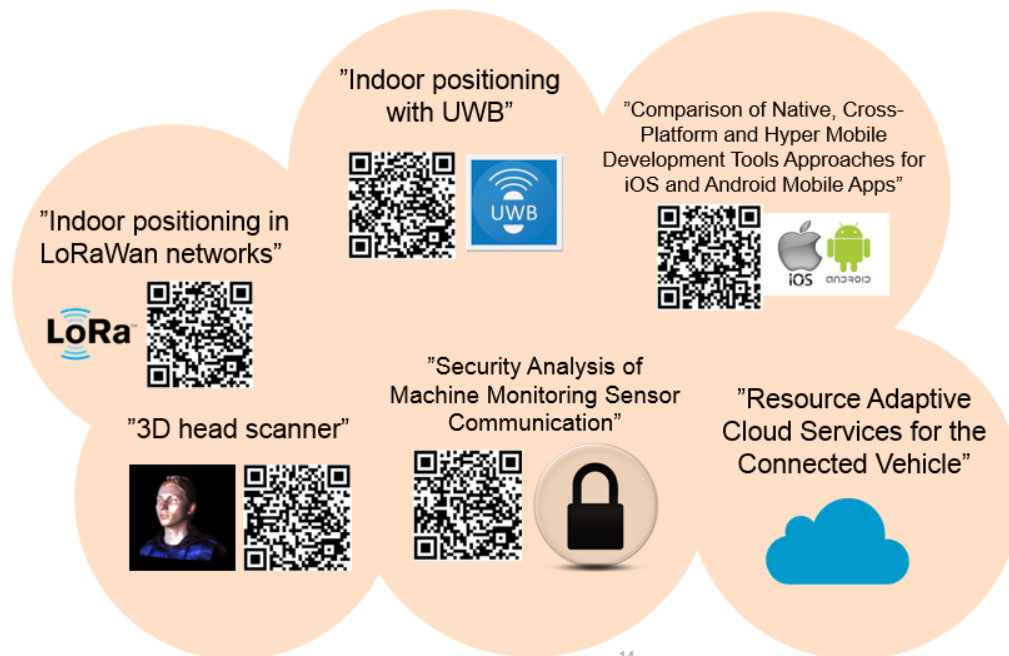 ”Indoor positioning
with UWB”
UWB
”Comparison of Native, Cross-
Platform and Hyper Mobile
Development Tools Approaches for
iOS and Android Mobile Apps”
iOS
ANDROID
”Indoor positioning in
LoRaWan networks”
LoRa™
”Security Analysis of
Machine Monitoring Sensor
Communication”
”Resource Adaptive
Cloud Services for the
Connected Vehicle”
”3D head scanner”
14